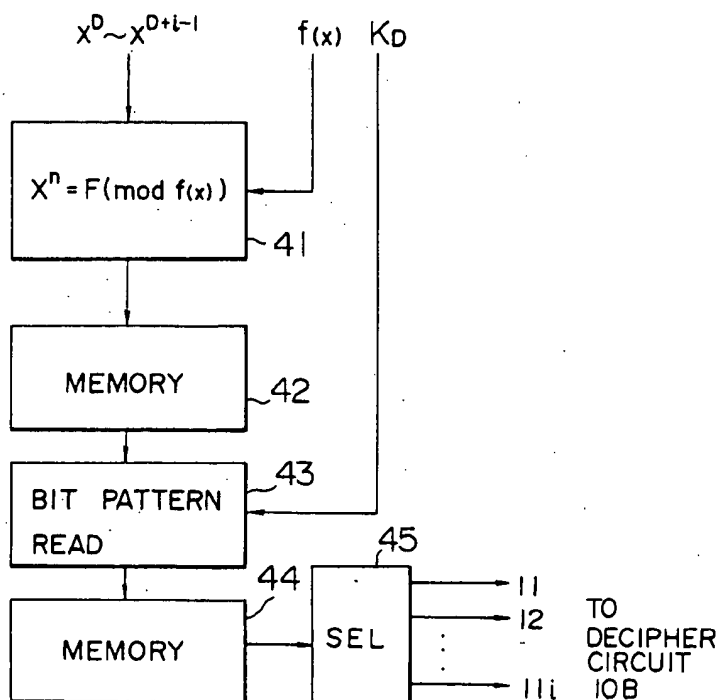 X^D ~ X^{D+i-1}
f(x) K_D
X^n = F(mod f(x))
41
MEMORY
42
43
BIT PATTERN
READ
44
45
MEMORY
SEL
11
12
⋮
11i
TO
DECIPHER
CIRCUIT
10B